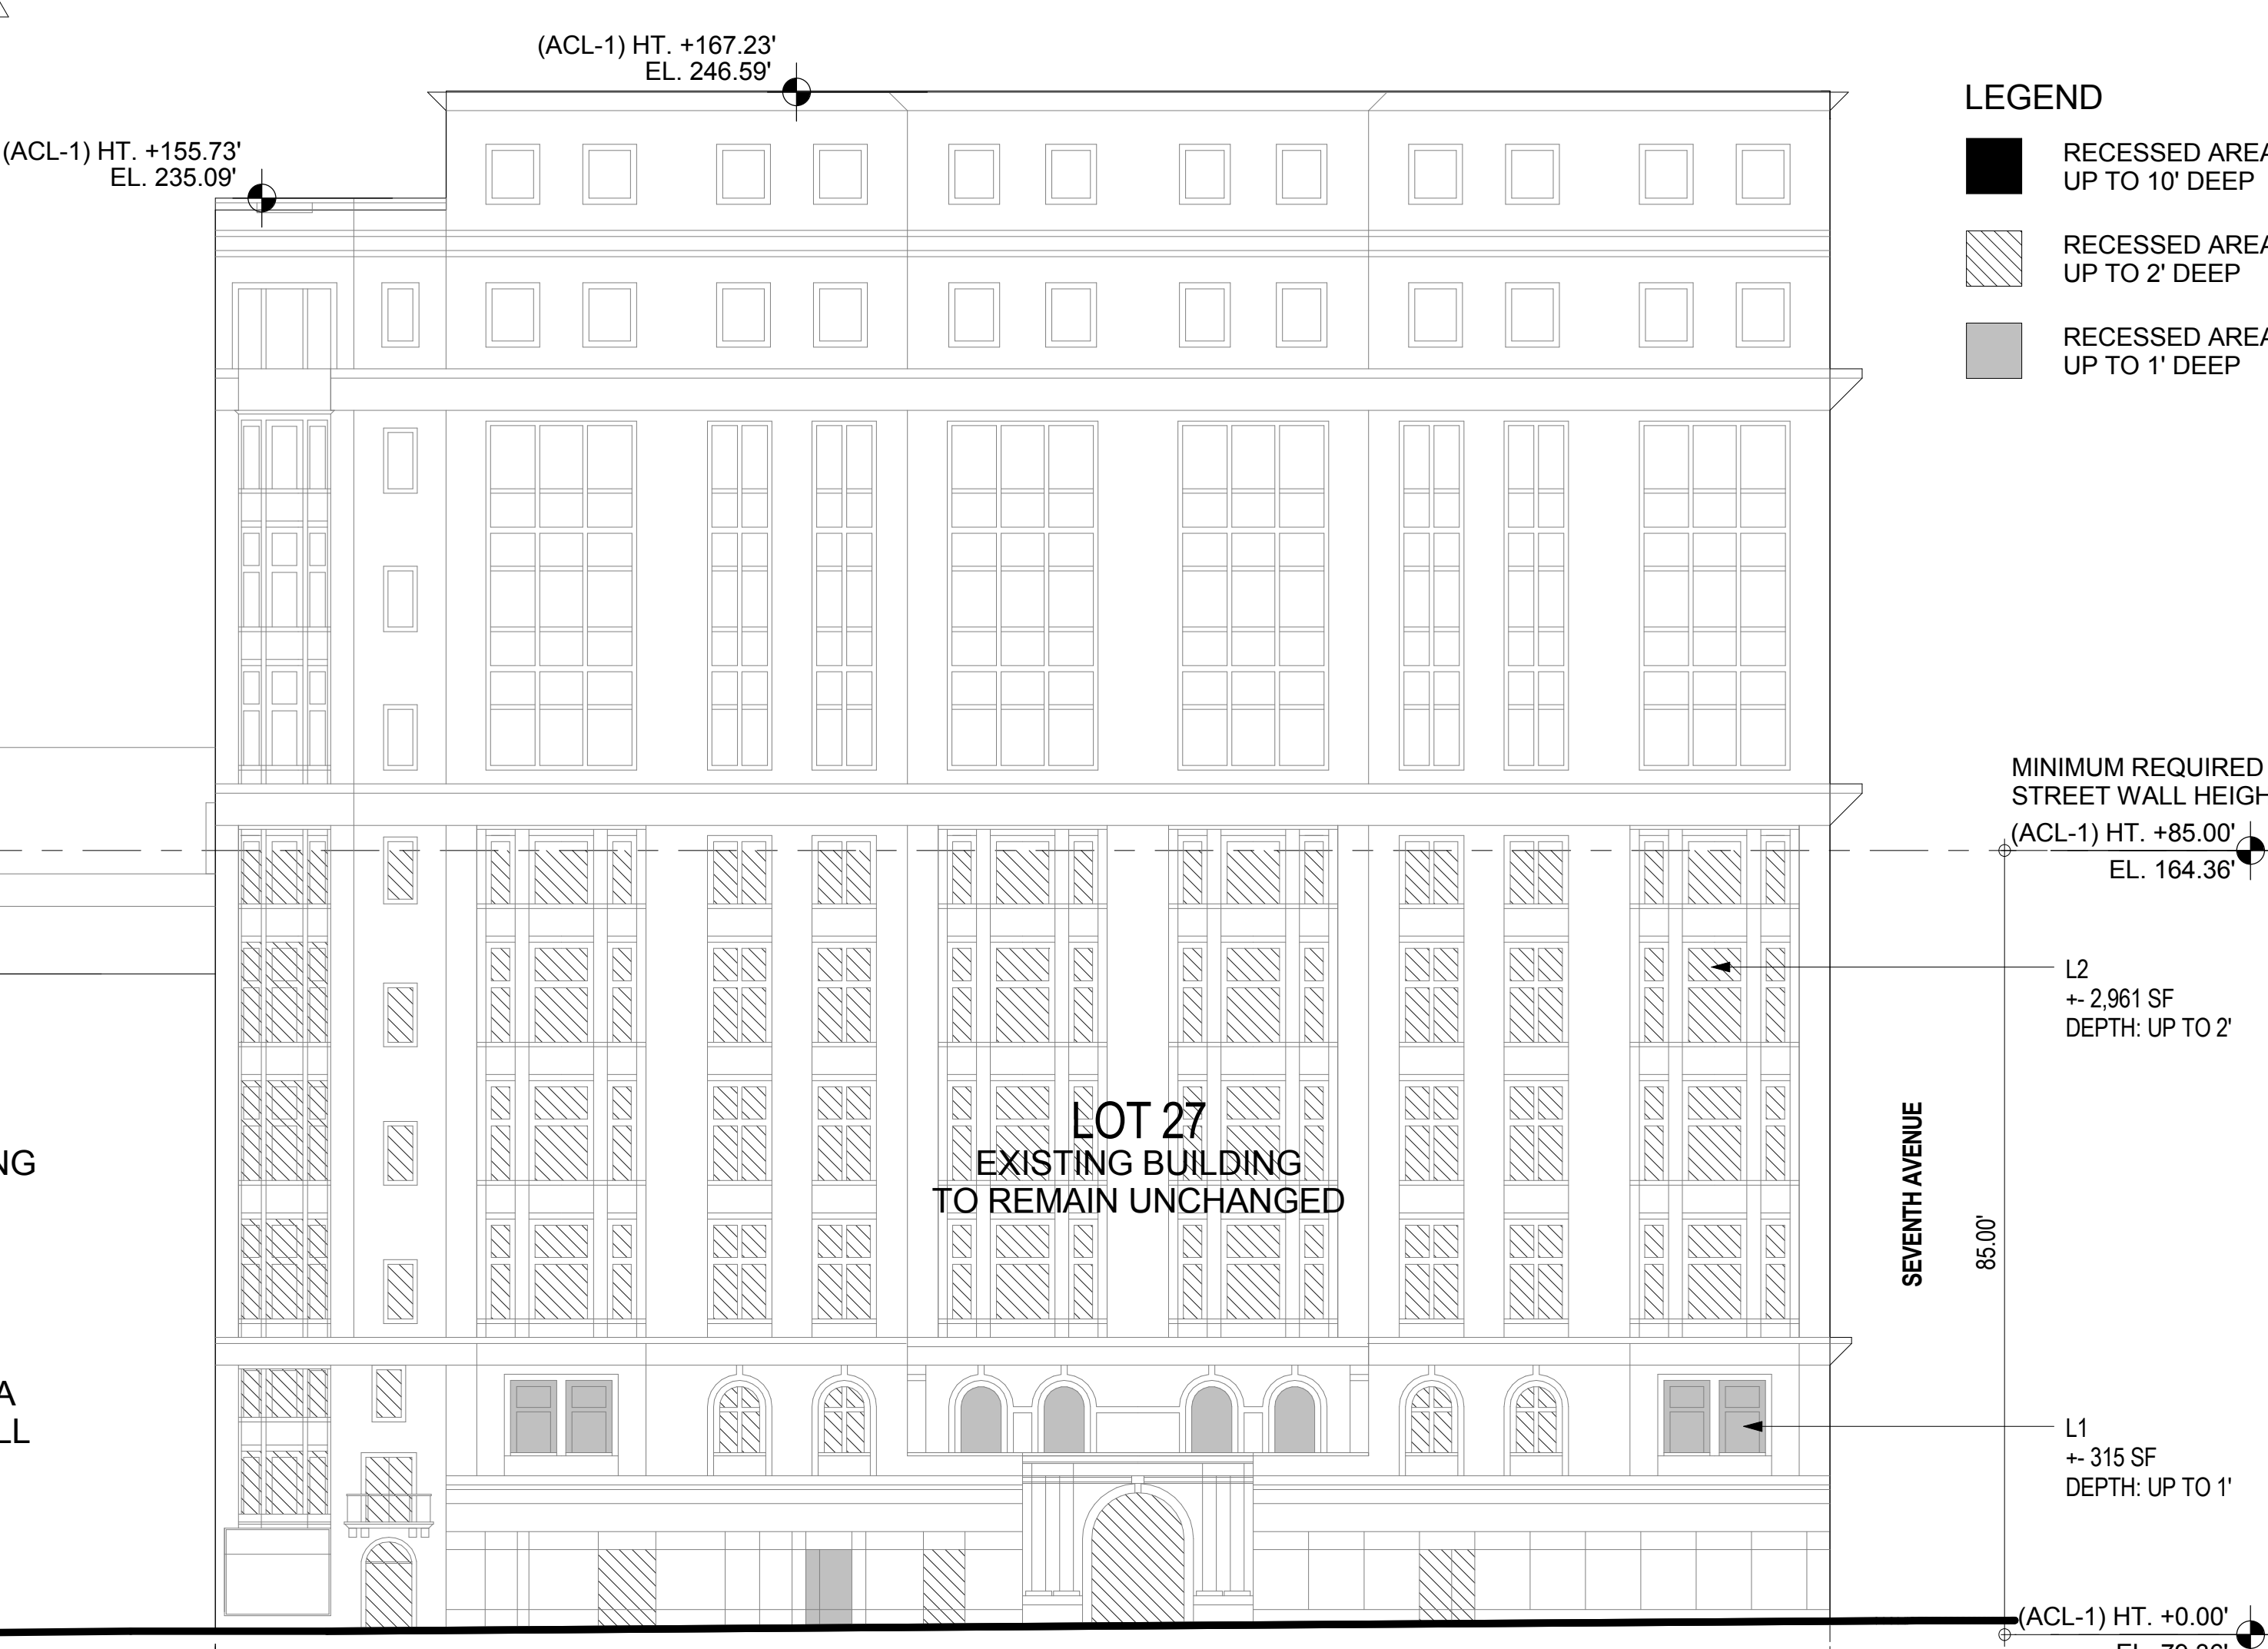 (ACL-1) HT. +167.23'
EL. 246.59'
(ACL-1) HT. +155.73'
EL. 235.09'
LEGEND
RECESSED AREA
UP TO 10' DEEP
RECESSED AREA
UP TO 2' DEEP
RECESSED AREA
UP TO 1' DEEP
MINIMUM REQUIRED
STREET WALL HEIGH
(ACL-1) HT. +85.00'
EL. 164.36'
L2
+- 2,961 SF
DEPTH: UP TO 2'
LOT 27
EXISTING BUILDING
TO REMAIN UNCHANGED
SEVENTH AVENUE
85.00'
NG
A
LL
L1
+- 315 SF
DEPTH: UP TO 1'
(ACL-1) HT. +0.00'